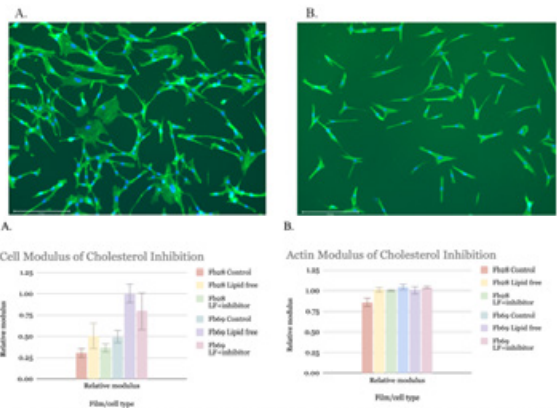 A.
B.
A.
B.
Cell Modulus of Cholesterol Inhibition
1.25
1.00
0.75
0.50
0.25
0.00
Relative modulus
Relative modulus
Film/cell type
Fb28 Control
Fb28 Lipid free
Fb28
LF+inhibitor
Fb69 Control
Fb69 Lipid free
Fb69
LF+inhibitor
Actin Modulus of Cholesterol Inhibition
1.25
1.00
0.75
0.50
0.25
0.00
Relative modulus
Relative modulus
Film/cell type
Fb28 Control
Fb28 Lipid free
Fb28
LF+inhibitor
Fb69 Control
Fb69 Lipid free
Fb69
LF+inhibitor